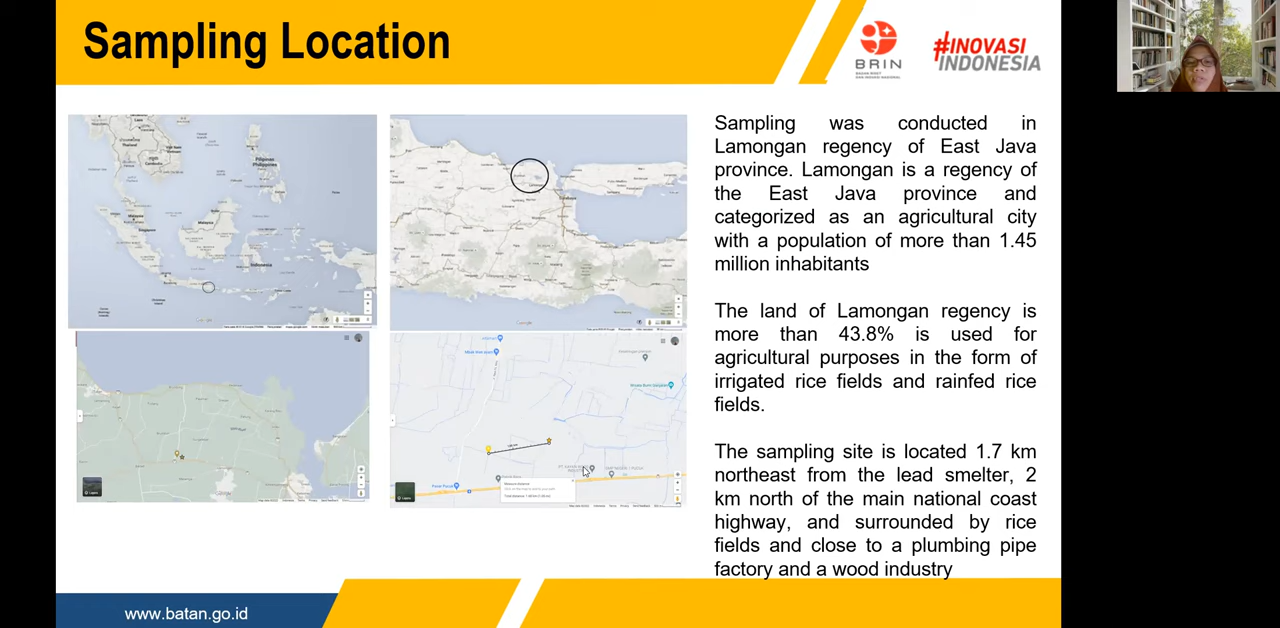 Sampling Location
BRIN
#INOVASI
INDONESIA
Sampling was conducted in
Lamongan regency of East Java
province. Lamongan is a regency of
the East Java province and
categorized as an agricultural city
with a population of more than 1.45
million inhabitants
The land of Lamongan regency is
more than 43.8% is used for
agricultural purposes in the form of
irrigated rice fields and rainfed rice
fields.
The sampling site is located 1.7 km
northeast from the lead smelter, 2
km north of the main national coast
highway, and surrounded by rice
fields and close to a plumbing pipe
factory and a wood industry
www.batan.go.id